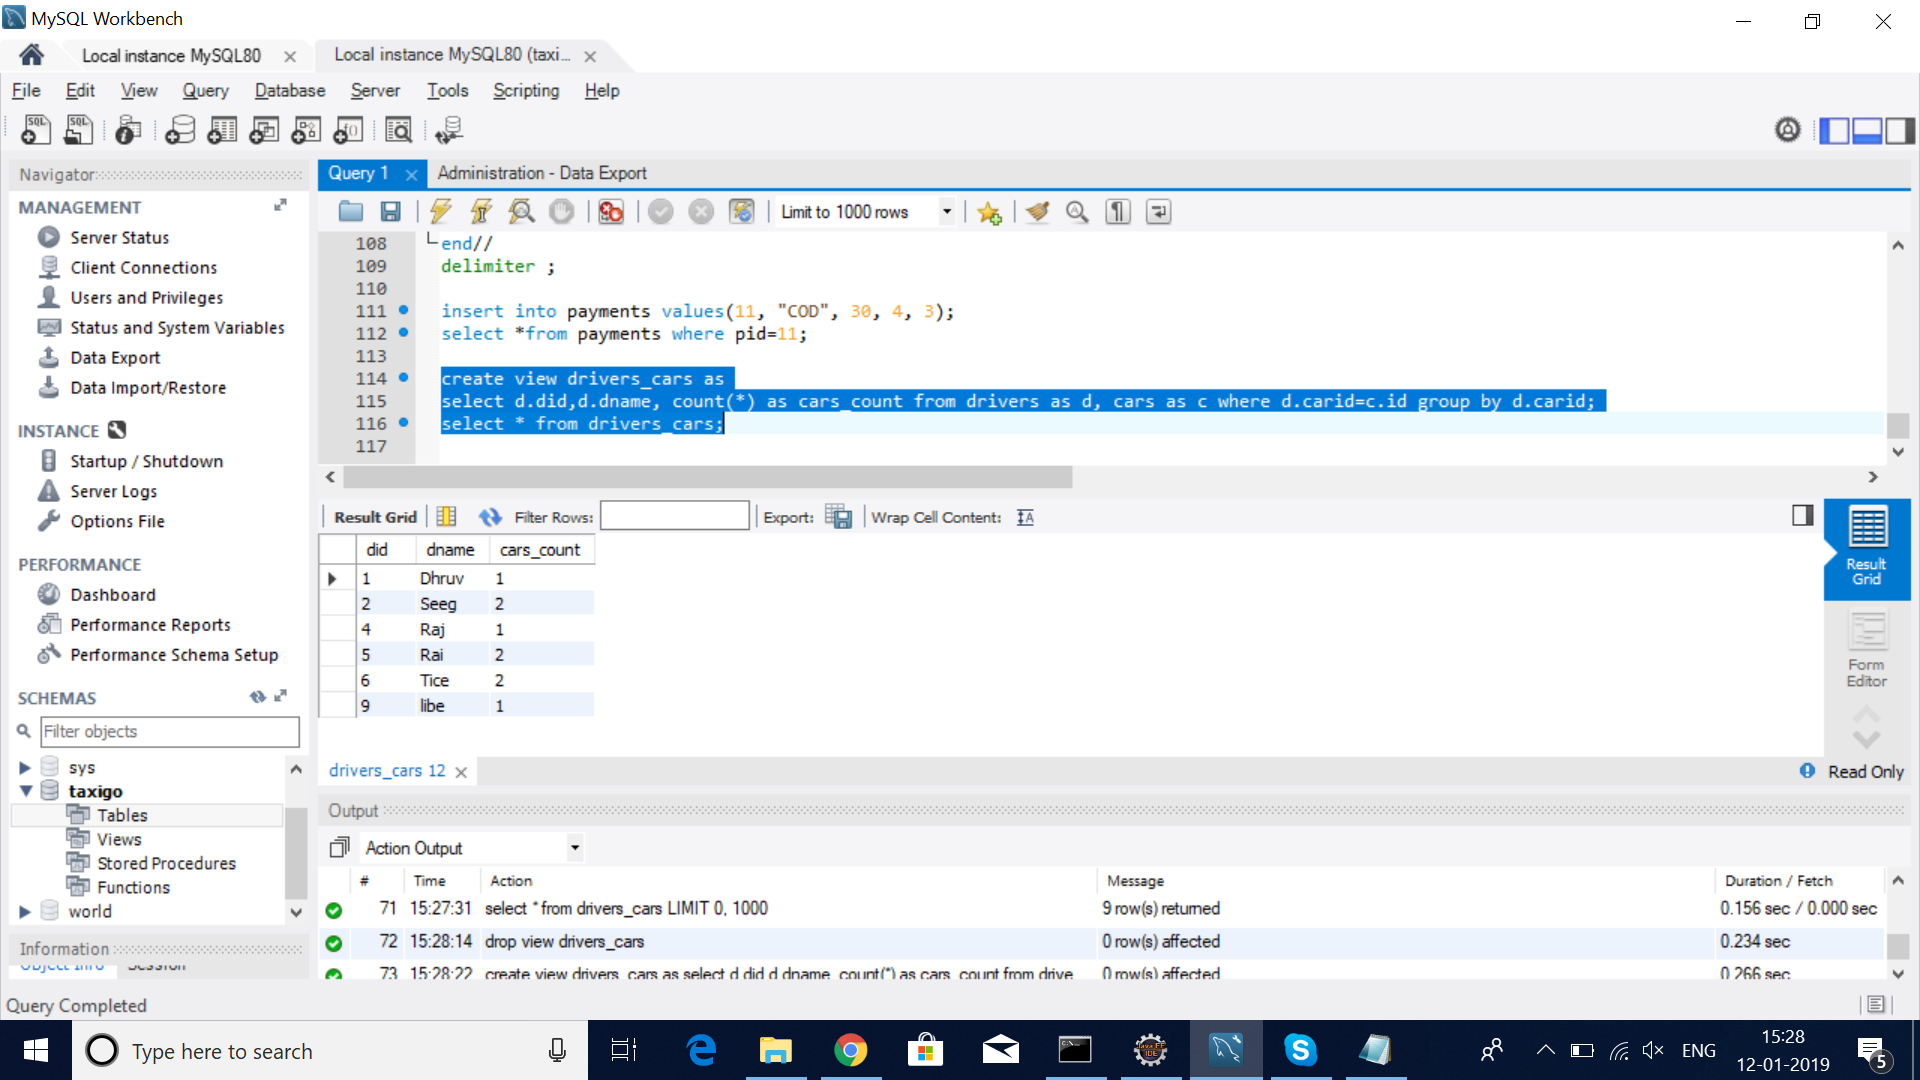 MySQL Workbench
Local instance MySQL80
Local instance MySQL80 (taxi...
File Edit View Query Database Server Tools Scripting Help
Navigator
MANAGEMENT
Server Status
Client Connections
Users and Privileges
Status and System Variables
Data Export
Data Import/Restore
INSTANCE
Startup / Shutdown
Server Logs
Options File
PERFORMANCE
Dashboard
Performance Reports
Performance Schema Setup
SCHEMAS
Filter objects
sys
taxigo
Tables
Views
Stored Procedures
Functions
world
Information
Object Info Session
Query Completed
Query 1
Administration - Data Export
Limit to 1000 rows
108 end//
109 delimiter ;
110
111 insert into payments values(11, "COD", 30, 4, 3);
112 select *from payments where pid=11;
113
114 create view drivers_cars as
115 select d.did,d.dname, count(*) as cars_count from drivers as d, cars as c where d.carid=c.id group by d.carid;
116 select * from drivers_cars;
117
Result Grid Filter Rows: Export: Wrap Cell Content:
did dname cars_count
1 Dhruv 1
2 Seeg 2
4 Raj 1
5 Rai 2
6 Tice 2
9 libe 1
Result
Grid
Form
Editor
drivers_cars 12
Read Only
Output
Action Output
# Time Action Message Duration / Fetch
71 15:27:31 select * from drivers_cars LIMIT 0, 1000 9 row(s) returned 0.156 sec / 0.000 sec
72 15:28:14 drop view drivers_cars 0 row(s) affected 0.234 sec
73 15:28:22 create view drivers_cars as select d.did,d.dname, count(*) as cars_count from drive 0 row(s) affected 0.266 sec
Type here to search
ENG
15:28
12-01-2019
5